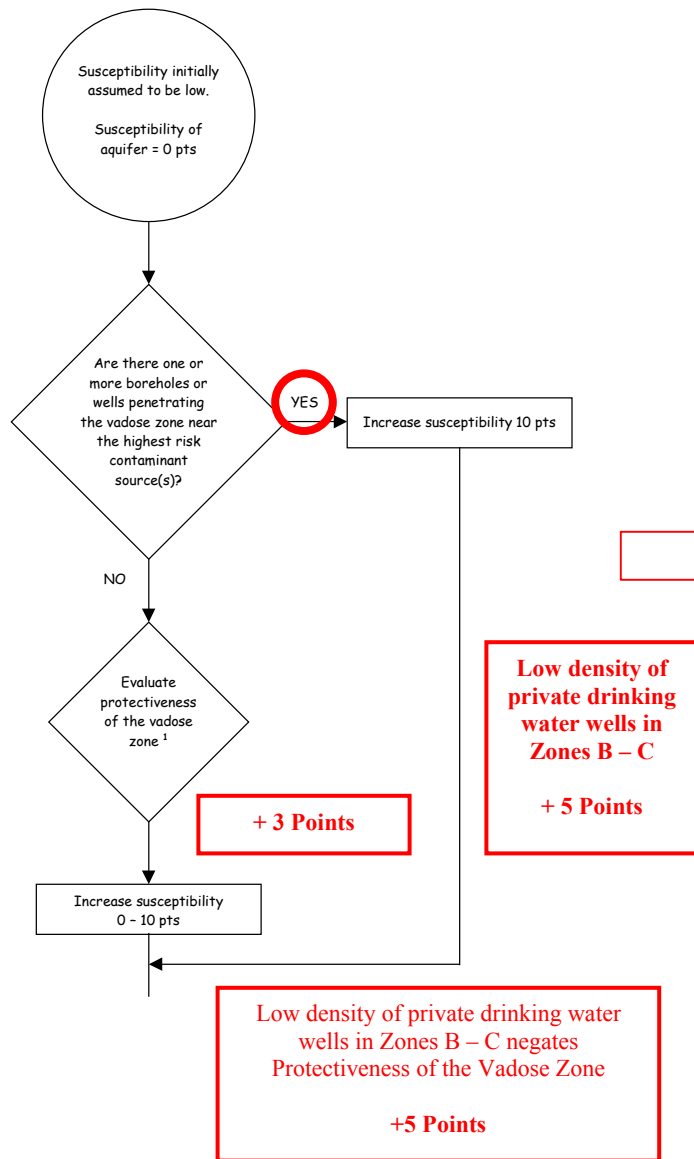 Susceptibility initially
assumed to be low.
Susceptibility of
aquifer = 0 pts
Are there one or
more boreholes or
wells penetrating
the vadose zone near
the highest risk
contaminant
source(s)?
YES
Increase susceptibility 10 pts
NO
Low density of
private drinking
water wells in
Zones B – C
+ 5 Points
Evaluate
protectiveness
of the vadose
zone ¹
+ 3 Points
Increase susceptibility
0 – 10 pts
Low density of private drinking water
wells in Zones B – C negates
Protectiveness of the Vadose Zone
+5 Points